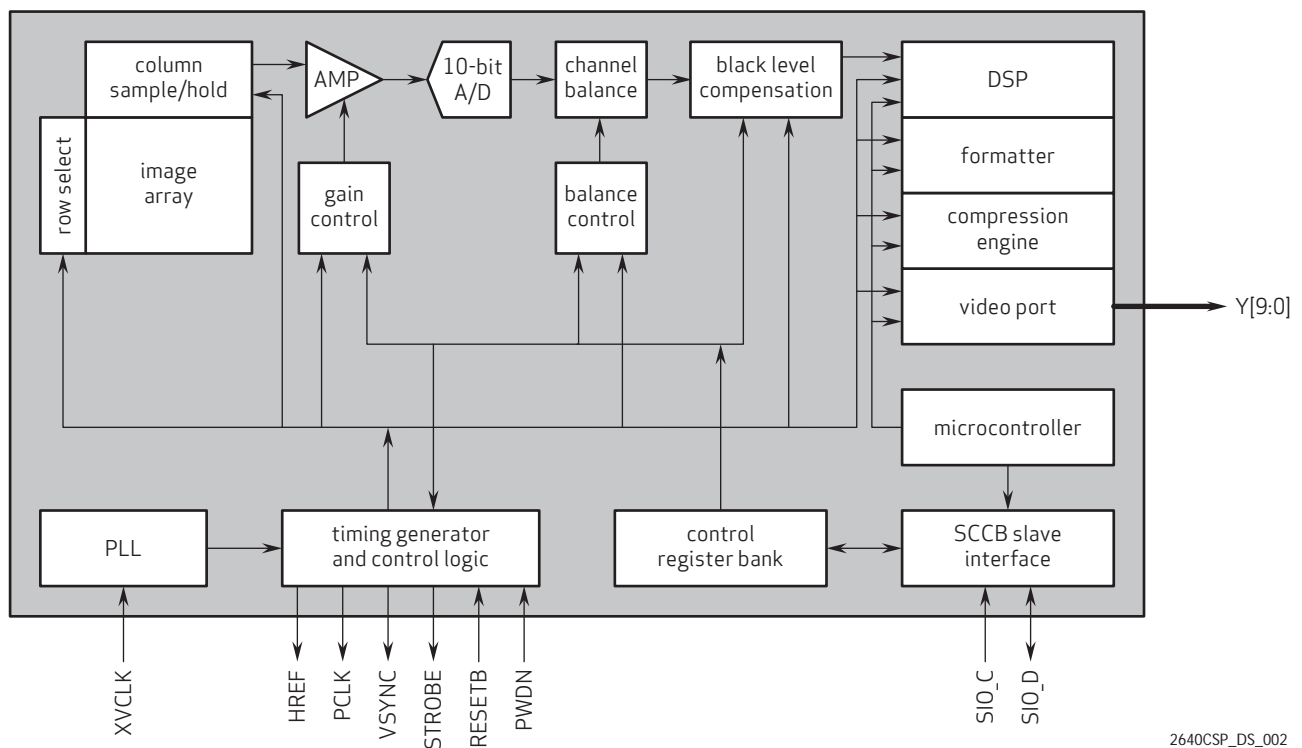 column
sample/hold
AMP
10-bit
A/D
channel
balance
black level
compensation
DSP
row select
image
array
gain
control
balance
control
formatter
compression
engine
video port
Y[9:0]
microcontroller
PLL
timing generator
and control logic
control
register bank
SCCB slave
interface
XVCLK
HREF
PCLK
VSYNC
STROBE
RESETB
PWDN
SIO_C
SIO_D
2640CSP_DS_002